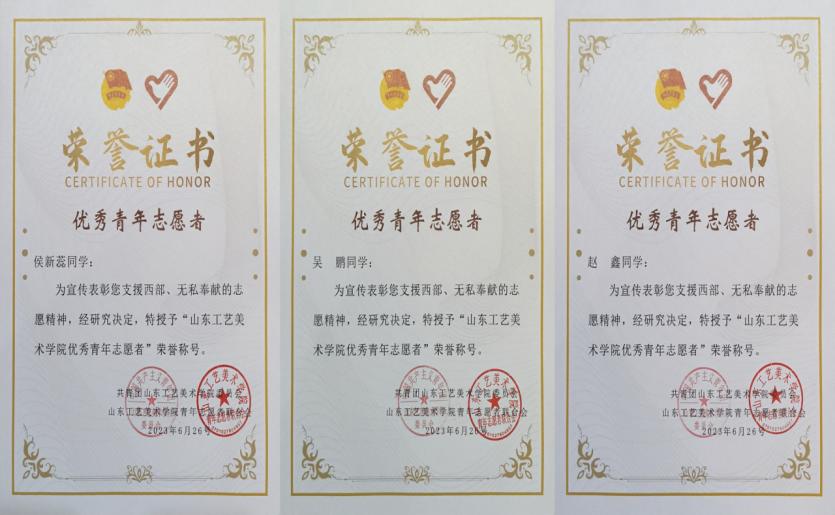 荣誉证书
CERTIFICATE OF HONOR
优秀青年志愿者
侯新蕊同学：
为宣传表彰您支援西部、无私奉献的志
愿精神，经研究决定，特授予“山东工艺美
术学院优秀青年志愿者”荣誉称号。
共青团山东工艺美术学院委员会
山东工艺美术学院青年志愿者联合会
2023年6月26号
荣誉证书
CERTIFICATE OF HONOR
优秀青年志愿者
吴　鹏同学：
为宣传表彰您支援西部、无私奉献的志
愿精神，经研究决定，特授予“山东工艺美
术学院优秀青年志愿者”荣誉称号。
共青团山东工艺美术学院委员会
山东工艺美术学院青年志愿者联合会
2023年6月26号
荣誉证书
CERTIFICATE OF HONOR
优秀青年志愿者
赵　鑫同学：
为宣传表彰您支援西部、无私奉献的志
愿精神，经研究决定，特授予“山东工艺美
术学院优秀青年志愿者”荣誉称号。
共青团山东工艺美术学院委员会
山东工艺美术学院青年志愿者联合会
2023年6月26号